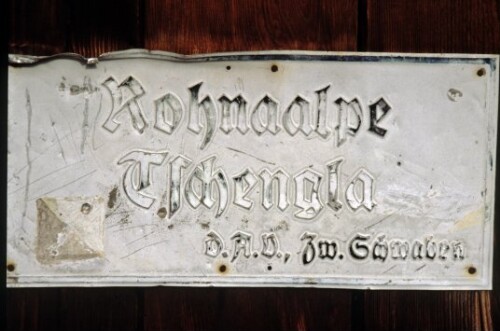 Rohnaalpe
Tſchengla
D.A.V., Zw. Schwaben